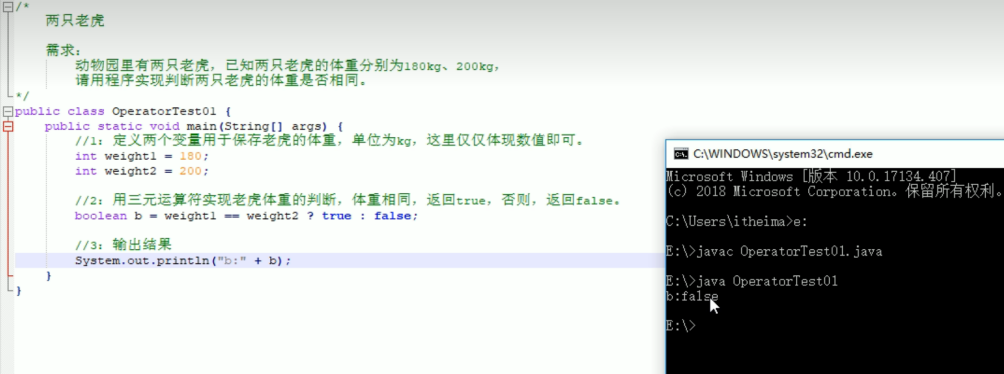 /*
两只老虎
需求：
动物园里有两只老虎，已知两只老虎的体重分别为180kg、200kg，
请用程序实现判断两只老虎的体重是否相同。
*/
public class OperatorTest01 {
public static void main(String[] args) {
//1：定义两个变量用于保存老虎的体重，单位为kg，这里仅仅体现数值即可。
int weight1 = 180;
int weight2 = 200;
//2：用三元运算符实现老虎体重的判断，体重相同，返回true，否则，返回false。
boolean b = weight1 == weight2 ? true : false;
//3：输出结果
System.out.println("b:" + b);
}
}
C:\WINDOWS\system32\cmd.exe
Microsoft Windows [版本 10.0.17134.407]
(c) 2018 Microsoft Corporation。保留所有权利。
C:\Users\itheima>e:
E:\>javac OperatorTest01.java
E:\>java OperatorTest01
b:false
E:\>